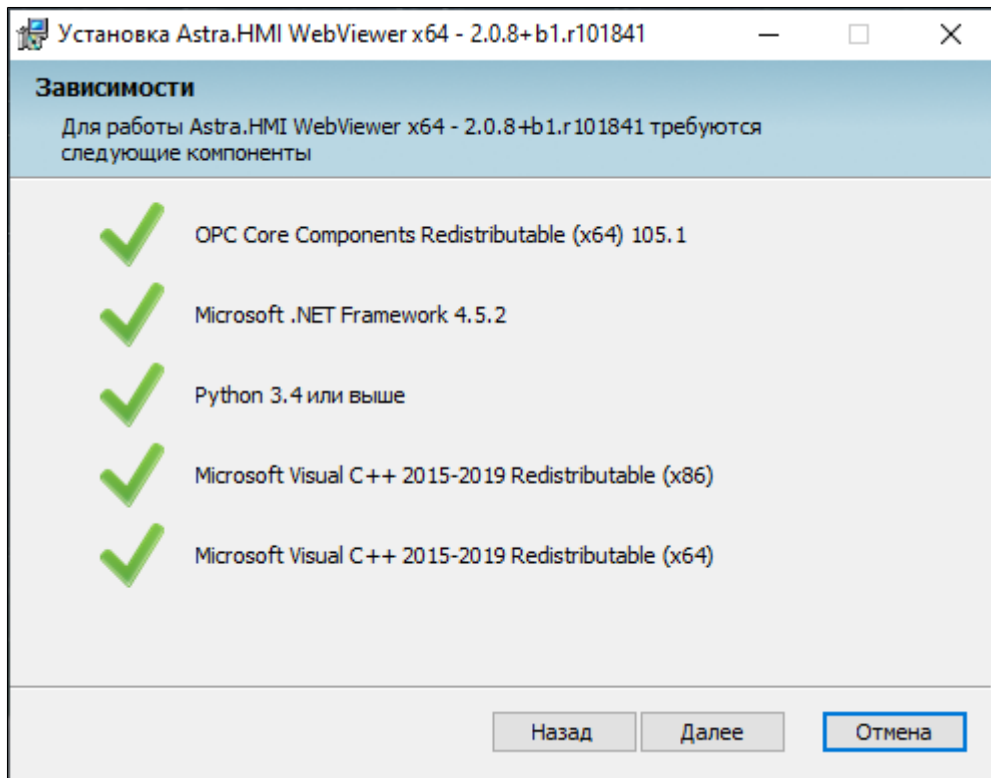 Установка Astra.HMI WebViewer x64 - 2.0.8+b1.r101841
Зависимости
Для работы Astra.HMI WebViewer x64 - 2.0.8+b1.r101841 требуются
следующие компоненты
OPC Core Components Redistributable (x64) 105.1
Microsoft .NET Framework 4.5.2
Python 3.4 или выше
Microsoft Visual C++ 2015-2019 Redistributable (x86)
Microsoft Visual C++ 2015-2019 Redistributable (x64)
Назад Далее Отмена